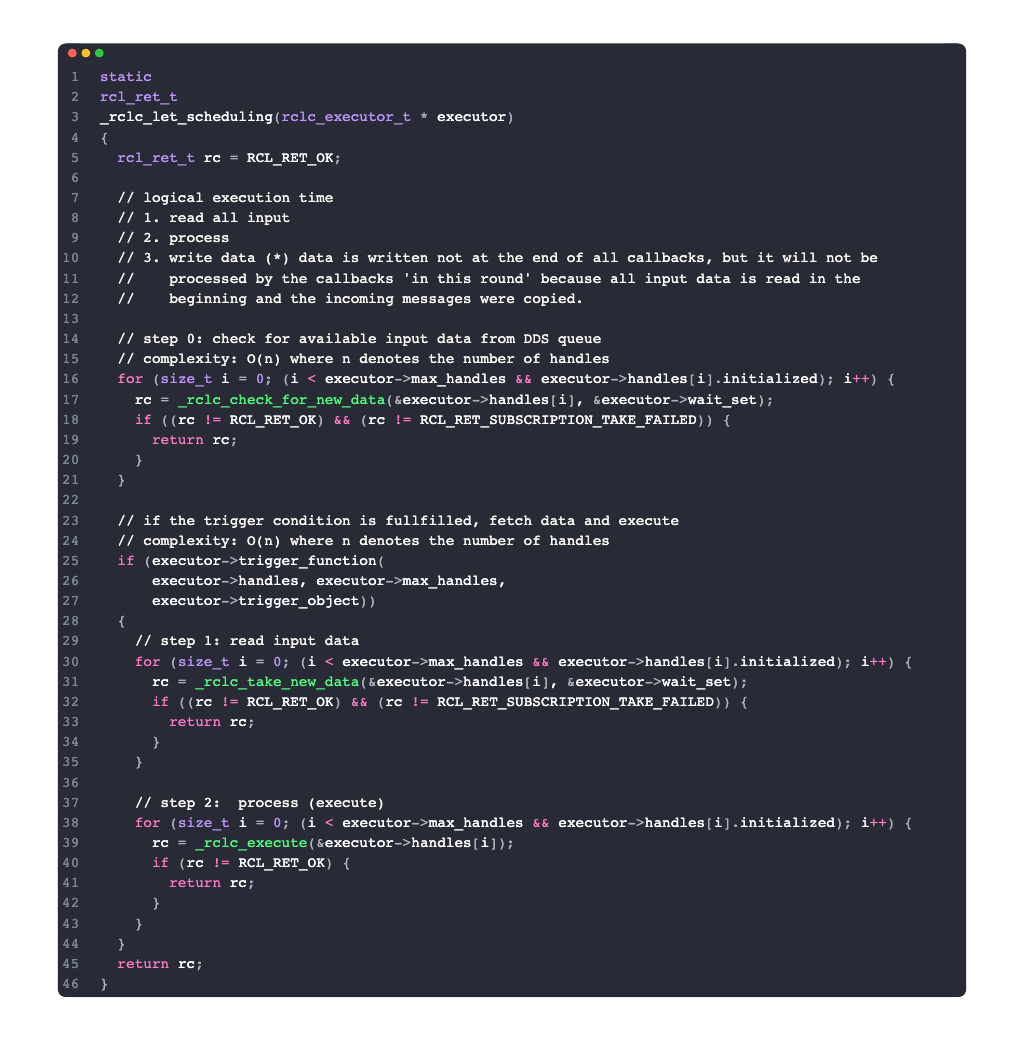 1 static
2 rcl_ret_t
3 _rclc_let_scheduling(rclc_executor_t * executor)
4 {
5   rcl_ret_t rc = RCL_RET_OK;
6
7   // logical execution time
8   // 1. read all input
9   // 2. process
10   // 3. write data (*) data is written not at the end of all callbacks, but it will not be
11   //    processed by the callbacks 'in this round' because all input data is read in the
12   //    beginning and the incoming messages were copied.
13
14   // step 0: check for available input data from DDS queue
15   // complexity: O(n) where n denotes the number of handles
16   for (size_t i = 0; (i < executor->max_handles && executor->handles[i].initialized); i++) {
17     rc = _rclc_check_for_new_data(&executor->handles[i], &executor->wait_set);
18     if ((rc != RCL_RET_OK) && (rc != RCL_RET_SUBSCRIPTION_TAKE_FAILED)) {
19       return rc;
20     }
21   }
22
23   // if the trigger condition is fullfilled, fetch data and execute
24   // complexity: O(n) where n denotes the number of handles
25   if (executor->trigger_function(
26       executor->handles, executor->max_handles,
27       executor->trigger_object))
28   {
29     // step 1: read input data
30     for (size_t i = 0; (i < executor->max_handles && executor->handles[i].initialized); i++) {
31       rc = _rclc_take_new_data(&executor->handles[i], &executor->wait_set);
32       if ((rc != RCL_RET_OK) && (rc != RCL_RET_SUBSCRIPTION_TAKE_FAILED)) {
33         return rc;
34       }
35     }
36
37     // step 2:  process (execute)
38     for (size_t i = 0; (i < executor->max_handles && executor->handles[i].initialized); i++) {
39       rc = _rclc_execute(&executor->handles[i]);
40       if (rc != RCL_RET_OK) {
41         return rc;
42       }
43     }
44   }
45   return rc;
46 }